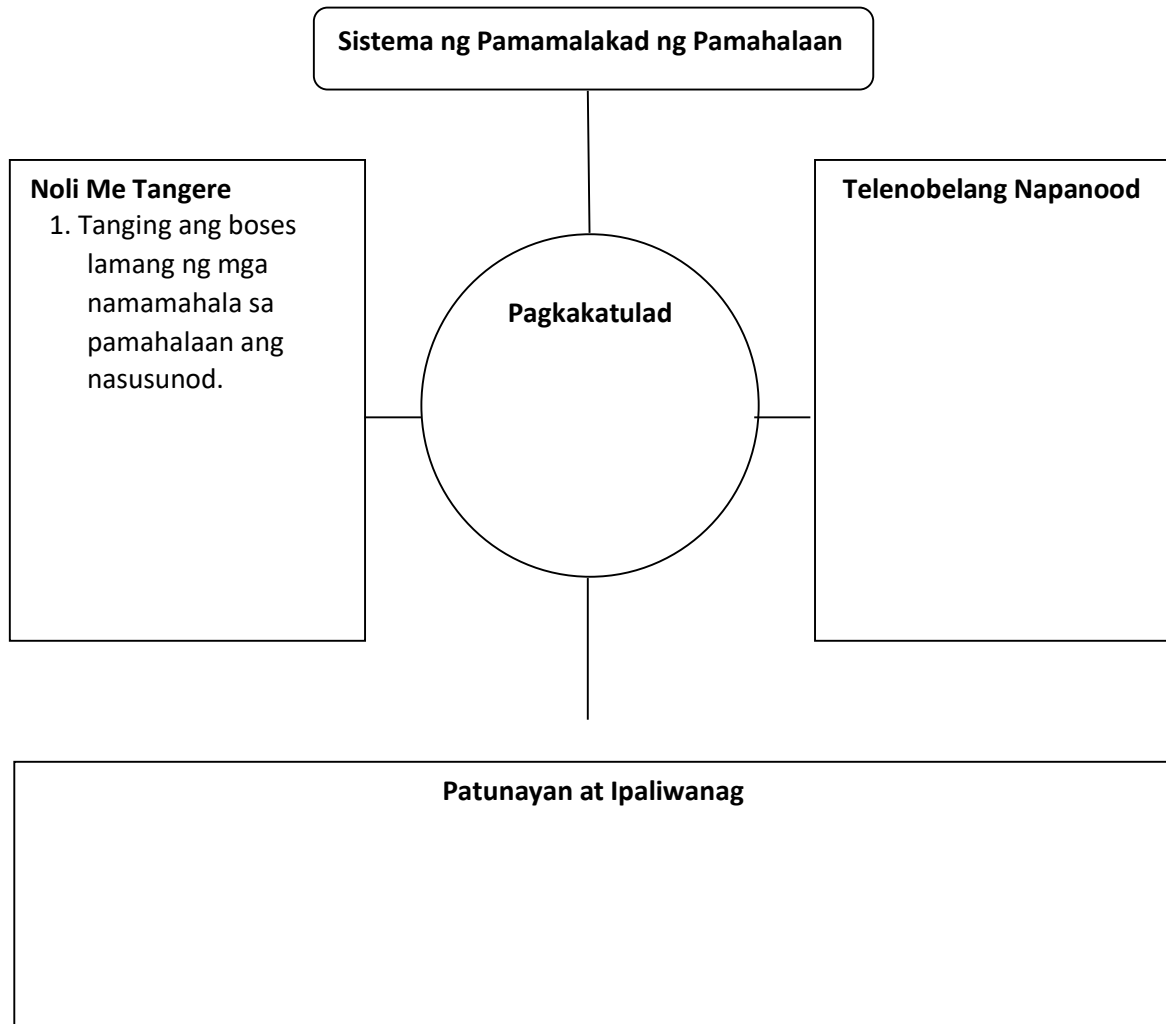 Sistema ng Pamamalakad ng Pamahalaan
Noli Me Tangere
1. Tanging ang boses
lamang ng mga
namamahala sa
pamahalaan ang
nasusunod.
Pagkakatulad
Telenobelang Napanood
Patunayan at Ipaliwanag